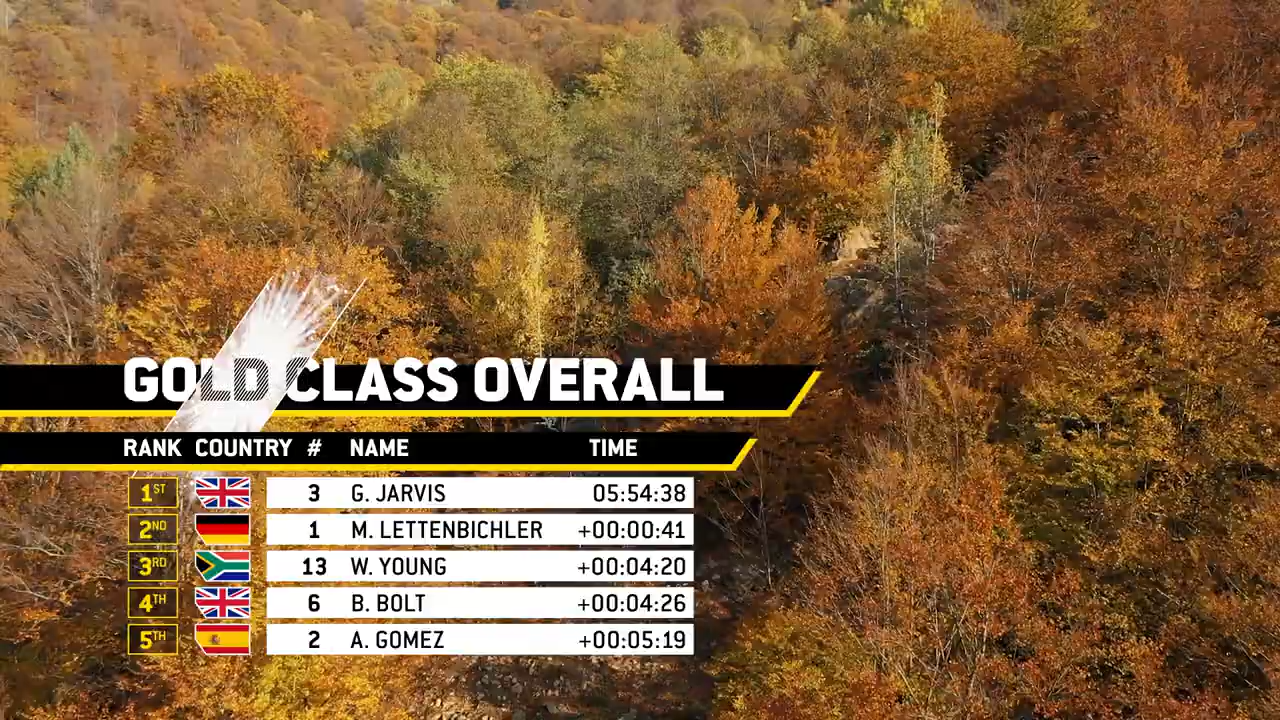 GOLD CLASS OVERALL
RANK COUNTRY # NAME TIME
1ST 3 G. JARVIS 05:54:38
2ND 1 M. LETTENBICHLER +00:00:41
3RD 13 W. YOUNG +00:04:20
4TH 6 B. BOLT +00:04:26
5TH 2 A. GOMEZ +00:05:19